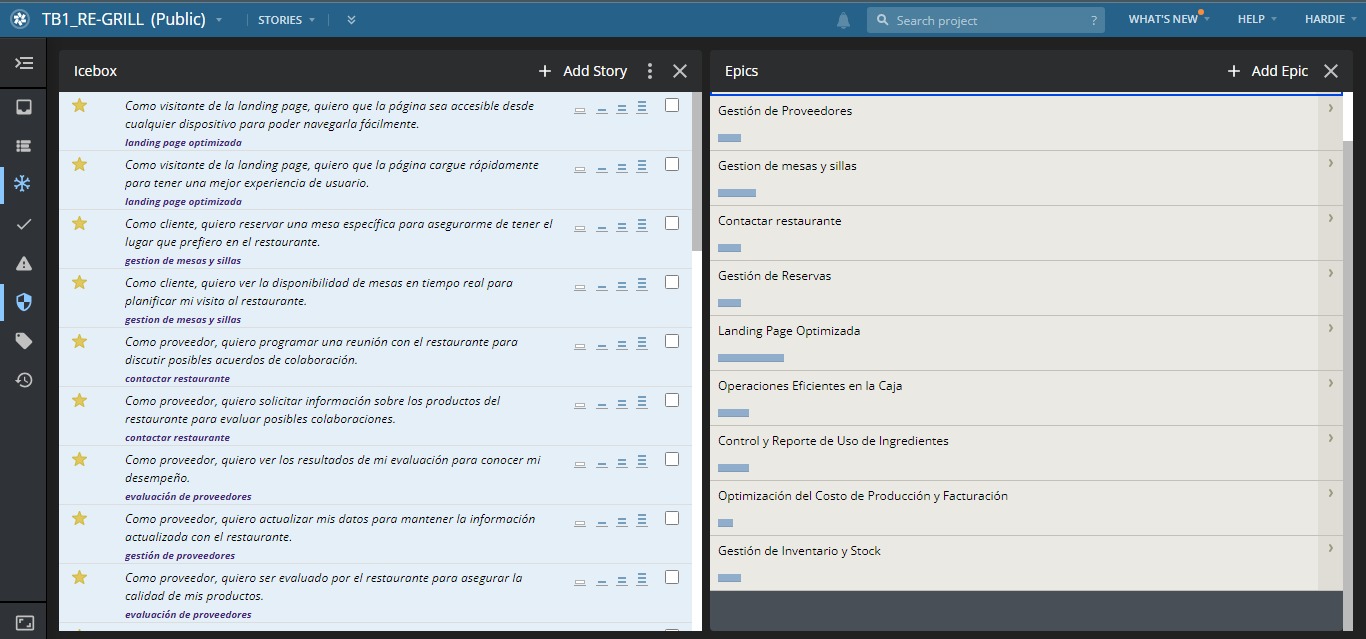 TB1_RE-GRILL (Public)
STORIES
Search project
?
WHAT'S NEW
HELP
HARDIE
Icebox
+ Add Story
Como visitante de la landing page, quiero que la página sea accesible desde
cualquier dispositivo para poder navegarla fácilmente.
landing page optimizada
Como visitante de la landing page, quiero que la página cargue rápidamente
para tener una mejor experiencia de usuario.
landing page optimizada
Como cliente, quiero reservar una mesa específica para asegurarme de tener el
lugar que prefiero en el restaurante.
gestion de mesas y sillas
Como cliente, quiero ver la disponibilidad de mesas en tiempo real para
planificar mi visita al restaurante.
gestion de mesas y sillas
Como proveedor, quiero programar una reunión con el restaurante para
discutir posibles acuerdos de colaboración.
contactar restaurante
Como proveedor, quiero solicitar información sobre los productos del
restaurante para evaluar posibles colaboraciones.
contactar restaurante
Como proveedor, quiero ver los resultados de mi evaluación para conocer mi
desempeño.
evaluación de proveedores
Como proveedor, quiero actualizar mis datos para mantener la información
actualizada con el restaurante.
gestión de proveedores
Como proveedor, quiero ser evaluado por el restaurante para asegurar la
calidad de mis productos.
evaluación de proveedores
Epics
+ Add Epic
Gestión de Proveedores
Gestion de mesas y sillas
Contactar restaurante
Gestión de Reservas
Landing Page Optimizada
Operaciones Eficientes en la Caja
Control y Reporte de Uso de Ingredientes
Optimización del Costo de Producción y Facturación
Gestión de Inventario y Stock